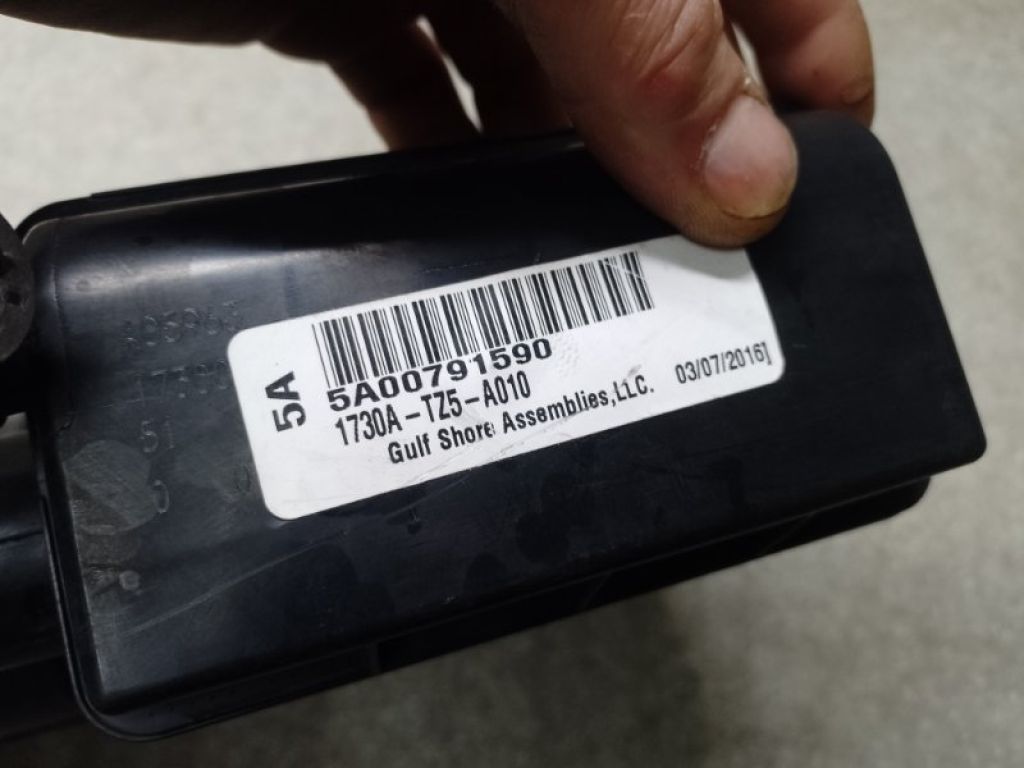 5A
5A00791590
1730A-TZ5-A010
Gulf Shore Assemblies,LLC.
03/07/2016]